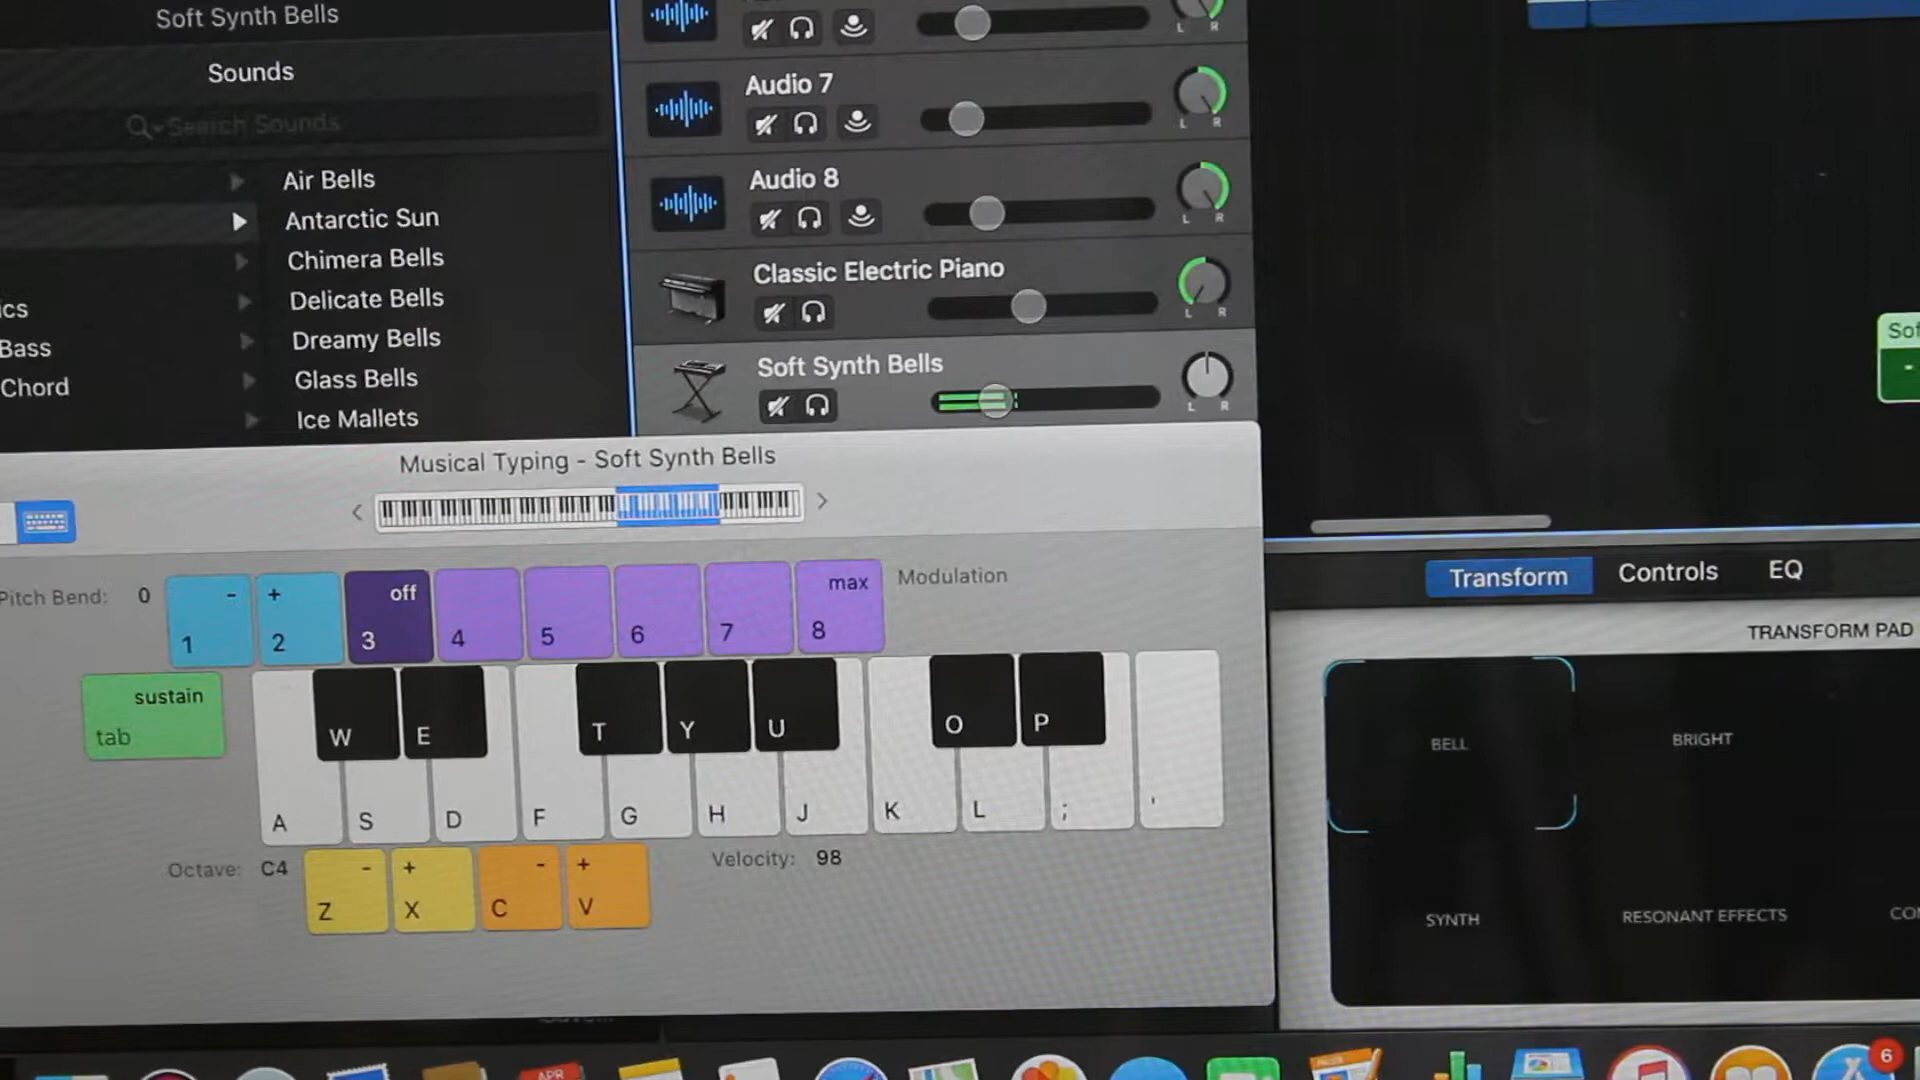 Soft Synth Bells
Sounds
Search Sounds
Air Bells
Antarctic Sun
Chimera Bells
Delicate Bells
Dreamy Bells
Glass Bells
Ice Mallets
ics
Bass
Chord
L R
Audio 7
L R
Audio 8
L R
Classic Electric Piano
L R
Soft Synth Bells
L R
Sof
Musical Typing - Soft Synth Bells
Pitch Bend: 0
- 1
+ 2
off 3
4
5
6
7
max 8
Modulation
sustain
tab
W E T Y U O P
A S D F G H J K L ; '
Octave: C4
- Z
+ X
- C
+ V
Velocity: 98
Transform Controls EQ
TRANSFORM PAD
BELL BRIGHT
SYNTH RESONANT EFFECTS
APR
6